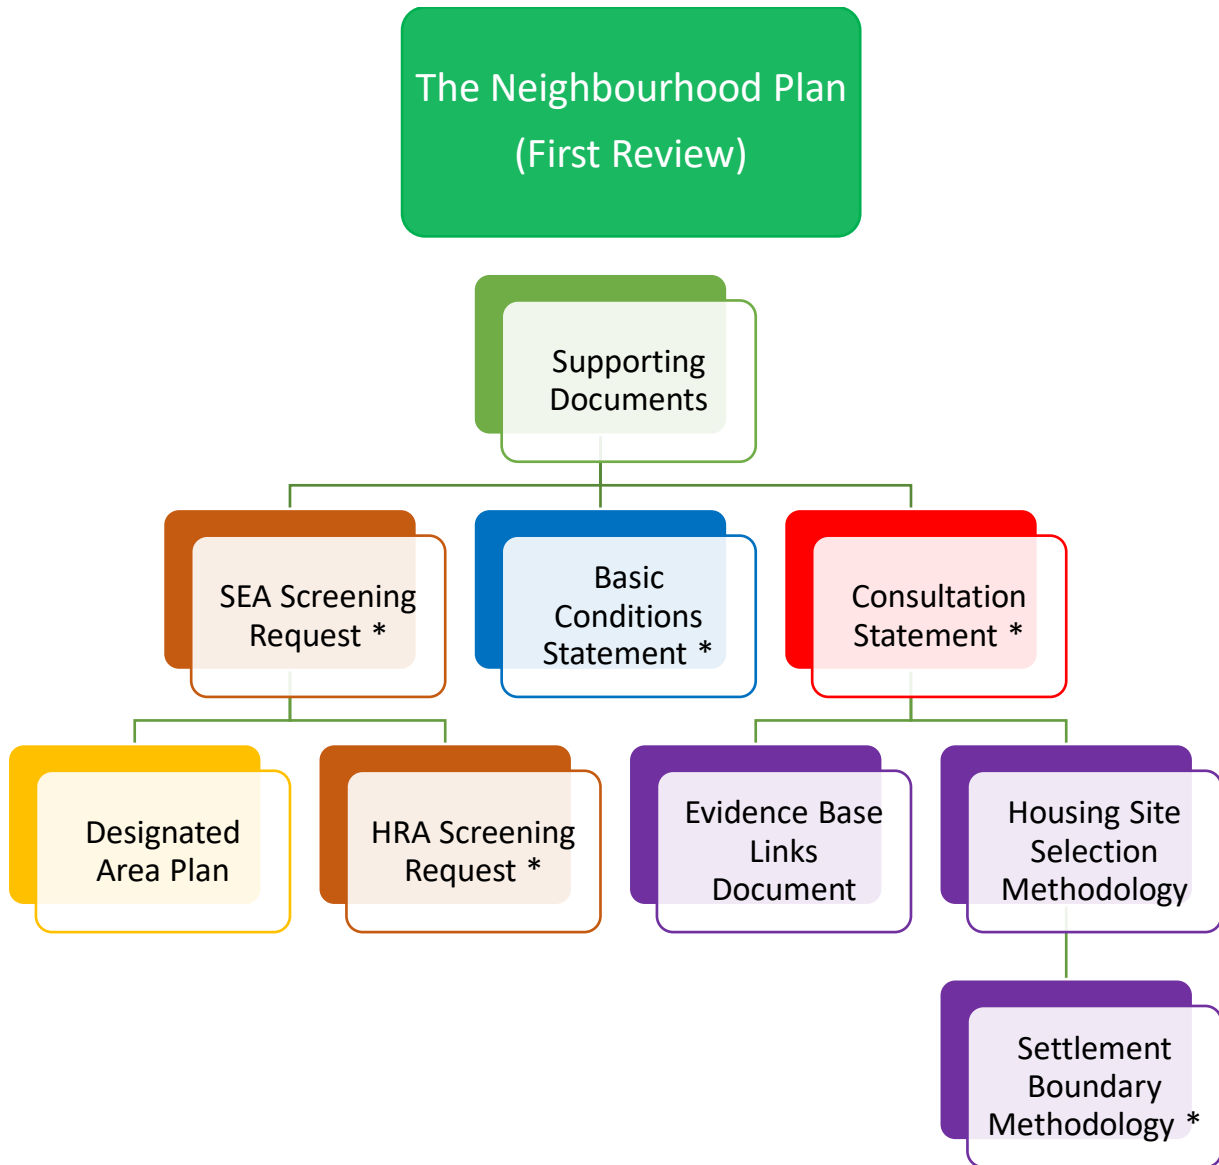 The Neighbourhood Plan
(First Review)
Supporting
Documents
SEA Screening
Request *
Basic
Conditions
Statement *
Consultation
Statement *
Designated
Area Plan
HRA Screening
Request *
Evidence Base
Links
Document
Housing Site
Selection
Methodology
Settlement
Boundary
Methodology *